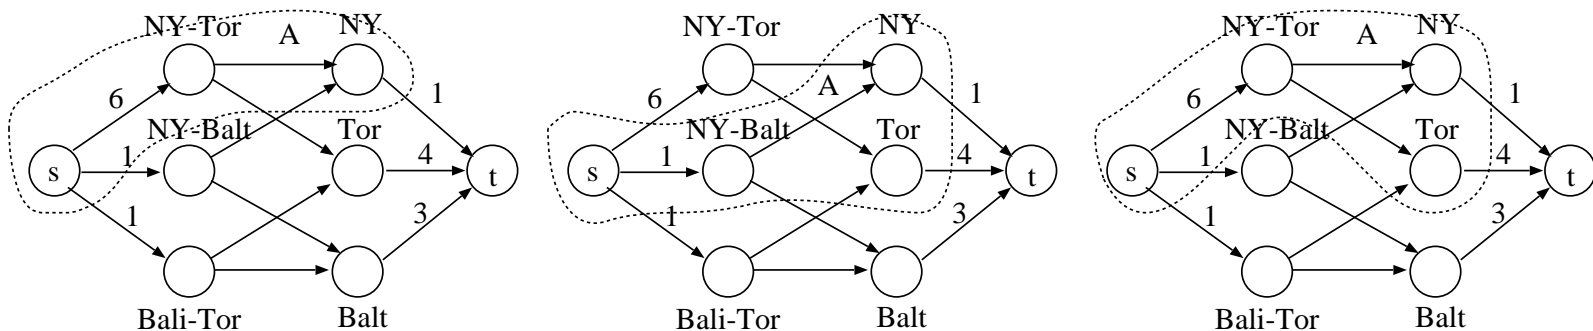 NY-Tor A NY
6 1
NY-Balt Tor
s 1 4 t
1 3
Bali-Tor Balt
NY-Tor NY
6 A 1
NY-Balt Tor
s 1 4 t
1 3
Bali-Tor Balt
NY-Tor A NY
6 1
NY-Balt Tor
s 1 4 t
1 3
Bali-Tor Balt